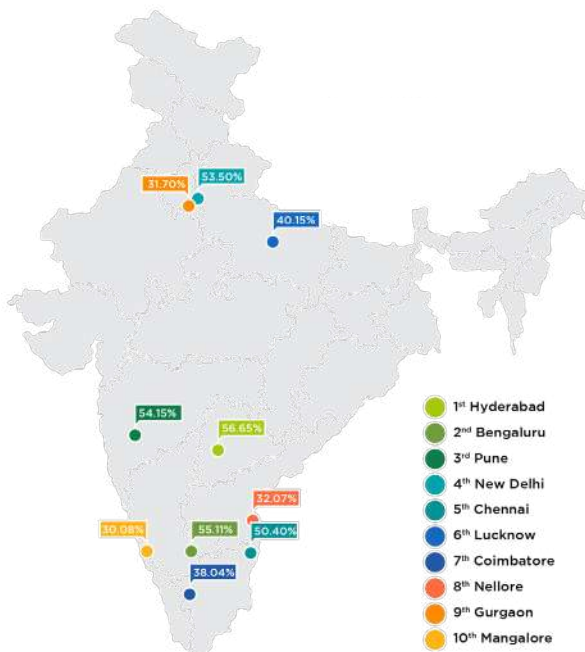 53.50%
31.70%
40.15%
54.15%
56.65%
32.07%
30.08%
55.11%
50.40%
38.04%
1st Hyderabad
2nd Bengaluru
3rd Pune
4th New Delhi
5th Chennai
6th Lucknow
7th Coimbatore
8th Nellore
9th Gurgaon
10th Mangalore